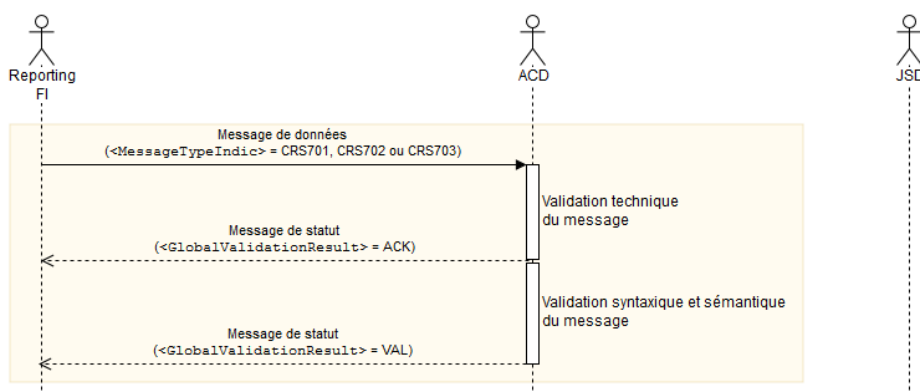 Reporting
FI
ACD
JSD
Message de données
(<MessageTypeIndic> = CRS701, CRS702 ou CRS703)
Validation technique
du message
Message de statut
(<GlobalValidationResult> = ACK)
Validation syntaxique et sémantique
du message
Message de statut
(<GlobalValidationResult> = VAL)